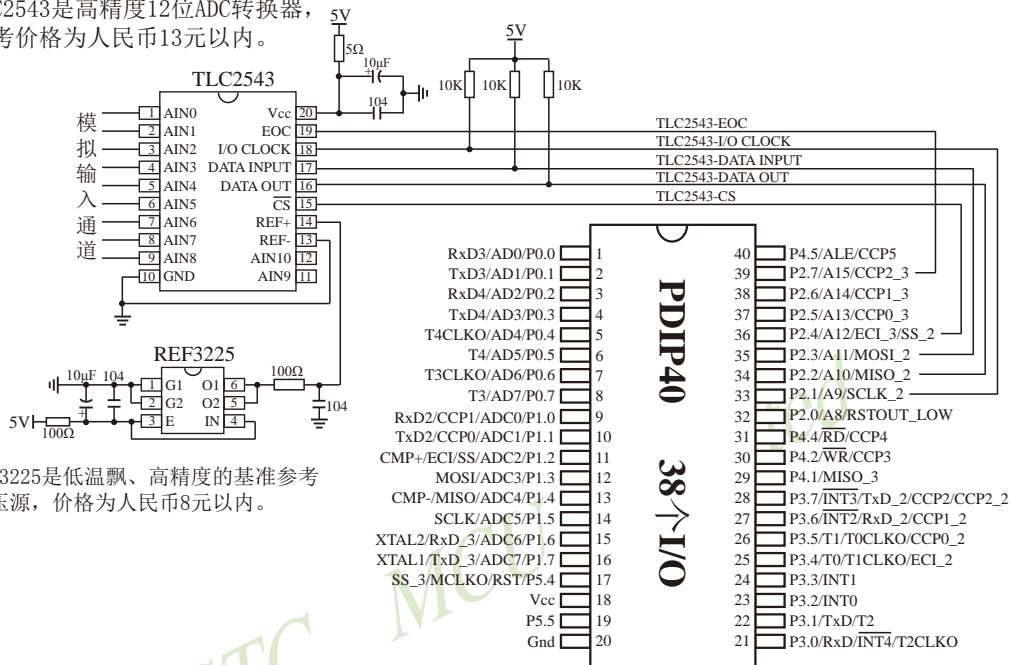 C2543是高精度12位ADC转换器，
考价格为人民币13元以内。
5V
5Ω
10μF
+
104
5V
10K
10K
10K
TLC2543
模拟输入通道
1 AIN0
2 AIN1
3 AIN2
4 AIN3
5 AIN4
6 AIN5
7 AIN6
8 AIN7
9 AIN8
10 GND
Vcc 20
EOC 19
I/O CLOCK 18
DATA INPUT 17
DATA OUT 16
CS 15
REF+ 14
REF- 13
AIN10 12
AIN9 11
TLC2543-EOC
TLC2543-I/O CLOCK
TLC2543-DATA INPUT
TLC2543-DATA OUT
TLC2543-CS
REF3225
10μF 104
1 G1 O1 6
2 G2 O2 5
3 E IN 4
100Ω
104
+
5V
100Ω
3225是低温飘、高精度的基准参考
压源，价格为人民币8元以内。
PDIP40
38个I/O
RxD3/AD0/P0.0 1
TxD3/AD1/P0.1 2
RxD4/AD2/P0.2 3
TxD4/AD3/P0.3 4
T4CLKO/AD4/P0.4 5
T4/AD5/P0.5 6
T3CLKO/AD6/P0.6 7
T3/AD7/P0.7 8
RxD2/CCP1/ADC0/P1.0 9
TxD2/CCP0/ADC1/P1.1 10
CMP+/ECI/SS/ADC2/P1.2 11
MOSI/ADC3/P1.3 12
CMP-/MISO/ADC4/P1.4 13
SCLK/ADC5/P1.5 14
XTAL2/RxD_3/ADC6/P1.6 15
XTAL1/TxD_3/ADC7/P1.7 16
SS_3/MCLKO/RST/P5.4 17
Vcc 18
P5.5 19
Gnd 20
40 P4.5/ALE/CCP5
39 P2.7/A15/CCP2_3
38 P2.6/A14/CCP1_3
37 P2.5/A13/CCP0_3
36 P2.4/A12/ECI_3/SS_2
35 P2.3/A11/MOSI_2
34 P2.2/A10/MISO_2
33 P2.1/A9/SCLK_2
32 P2.0/A8/RSTOUT_LOW
31 P4.4/RD/CCP4
30 P4.2/WR/CCP3
29 P4.1/MISO_3
28 P3.7/INT3/TxD_2/CCP2/CCP2_2
27 P3.6/INT2/RxD_2/CCP1_2
26 P3.5/T1/T0CLKO/CCP0_2
25 P3.4/T0/T1CLKO/ECI_2
24 P3.3/INT1
23 P3.2/INT0
22 P3.1/TxD/T2
21 P3.0/RxD/INT4/T2CLKO
STC MCU